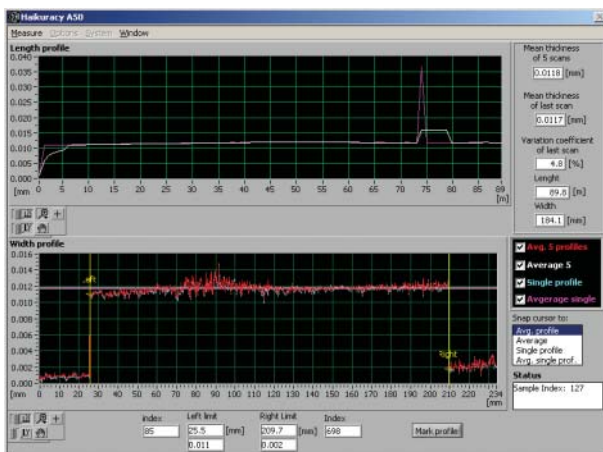 Haikuracy A50
Measure Options System Window
Length profile
0.040
0.035
0.030
0.025
0.020
0.015
0.010
0.005
0.000
[mm 0 5 10 15 20 25 30 35 40 45 50 55 60 65 70 75 80 85 89
[m]
Mean thickness
of 5 scans
0.0118 [mm]
Mean thickness
of last scan
0.0117 [mm]
Variation coefficient
of last scan
4.8 [%]
Lenght
89.8 [m]
Width
184.1 [mm]
Width profile
0.016
0.014
0.012
0.010
0.008
0.006
0.004
0.002
0.000
Left
Right
[mm 0 10 20 30 40 50 60 70 80 90 100 110 120 130 140 150 160 170 180 190 200 210 220 234
[mm]
Avg. 5 profiles
Average 5
Single profile
Avgerage single
Snap cursor to:
Avg. profile
Average
Single profile
Avg. single prof.
Status
Sample Index: 127
index Left limit Right Limit Index
85 25.5 [mm] 209.7 [mm] 698
0.011 0.002
Mark profile